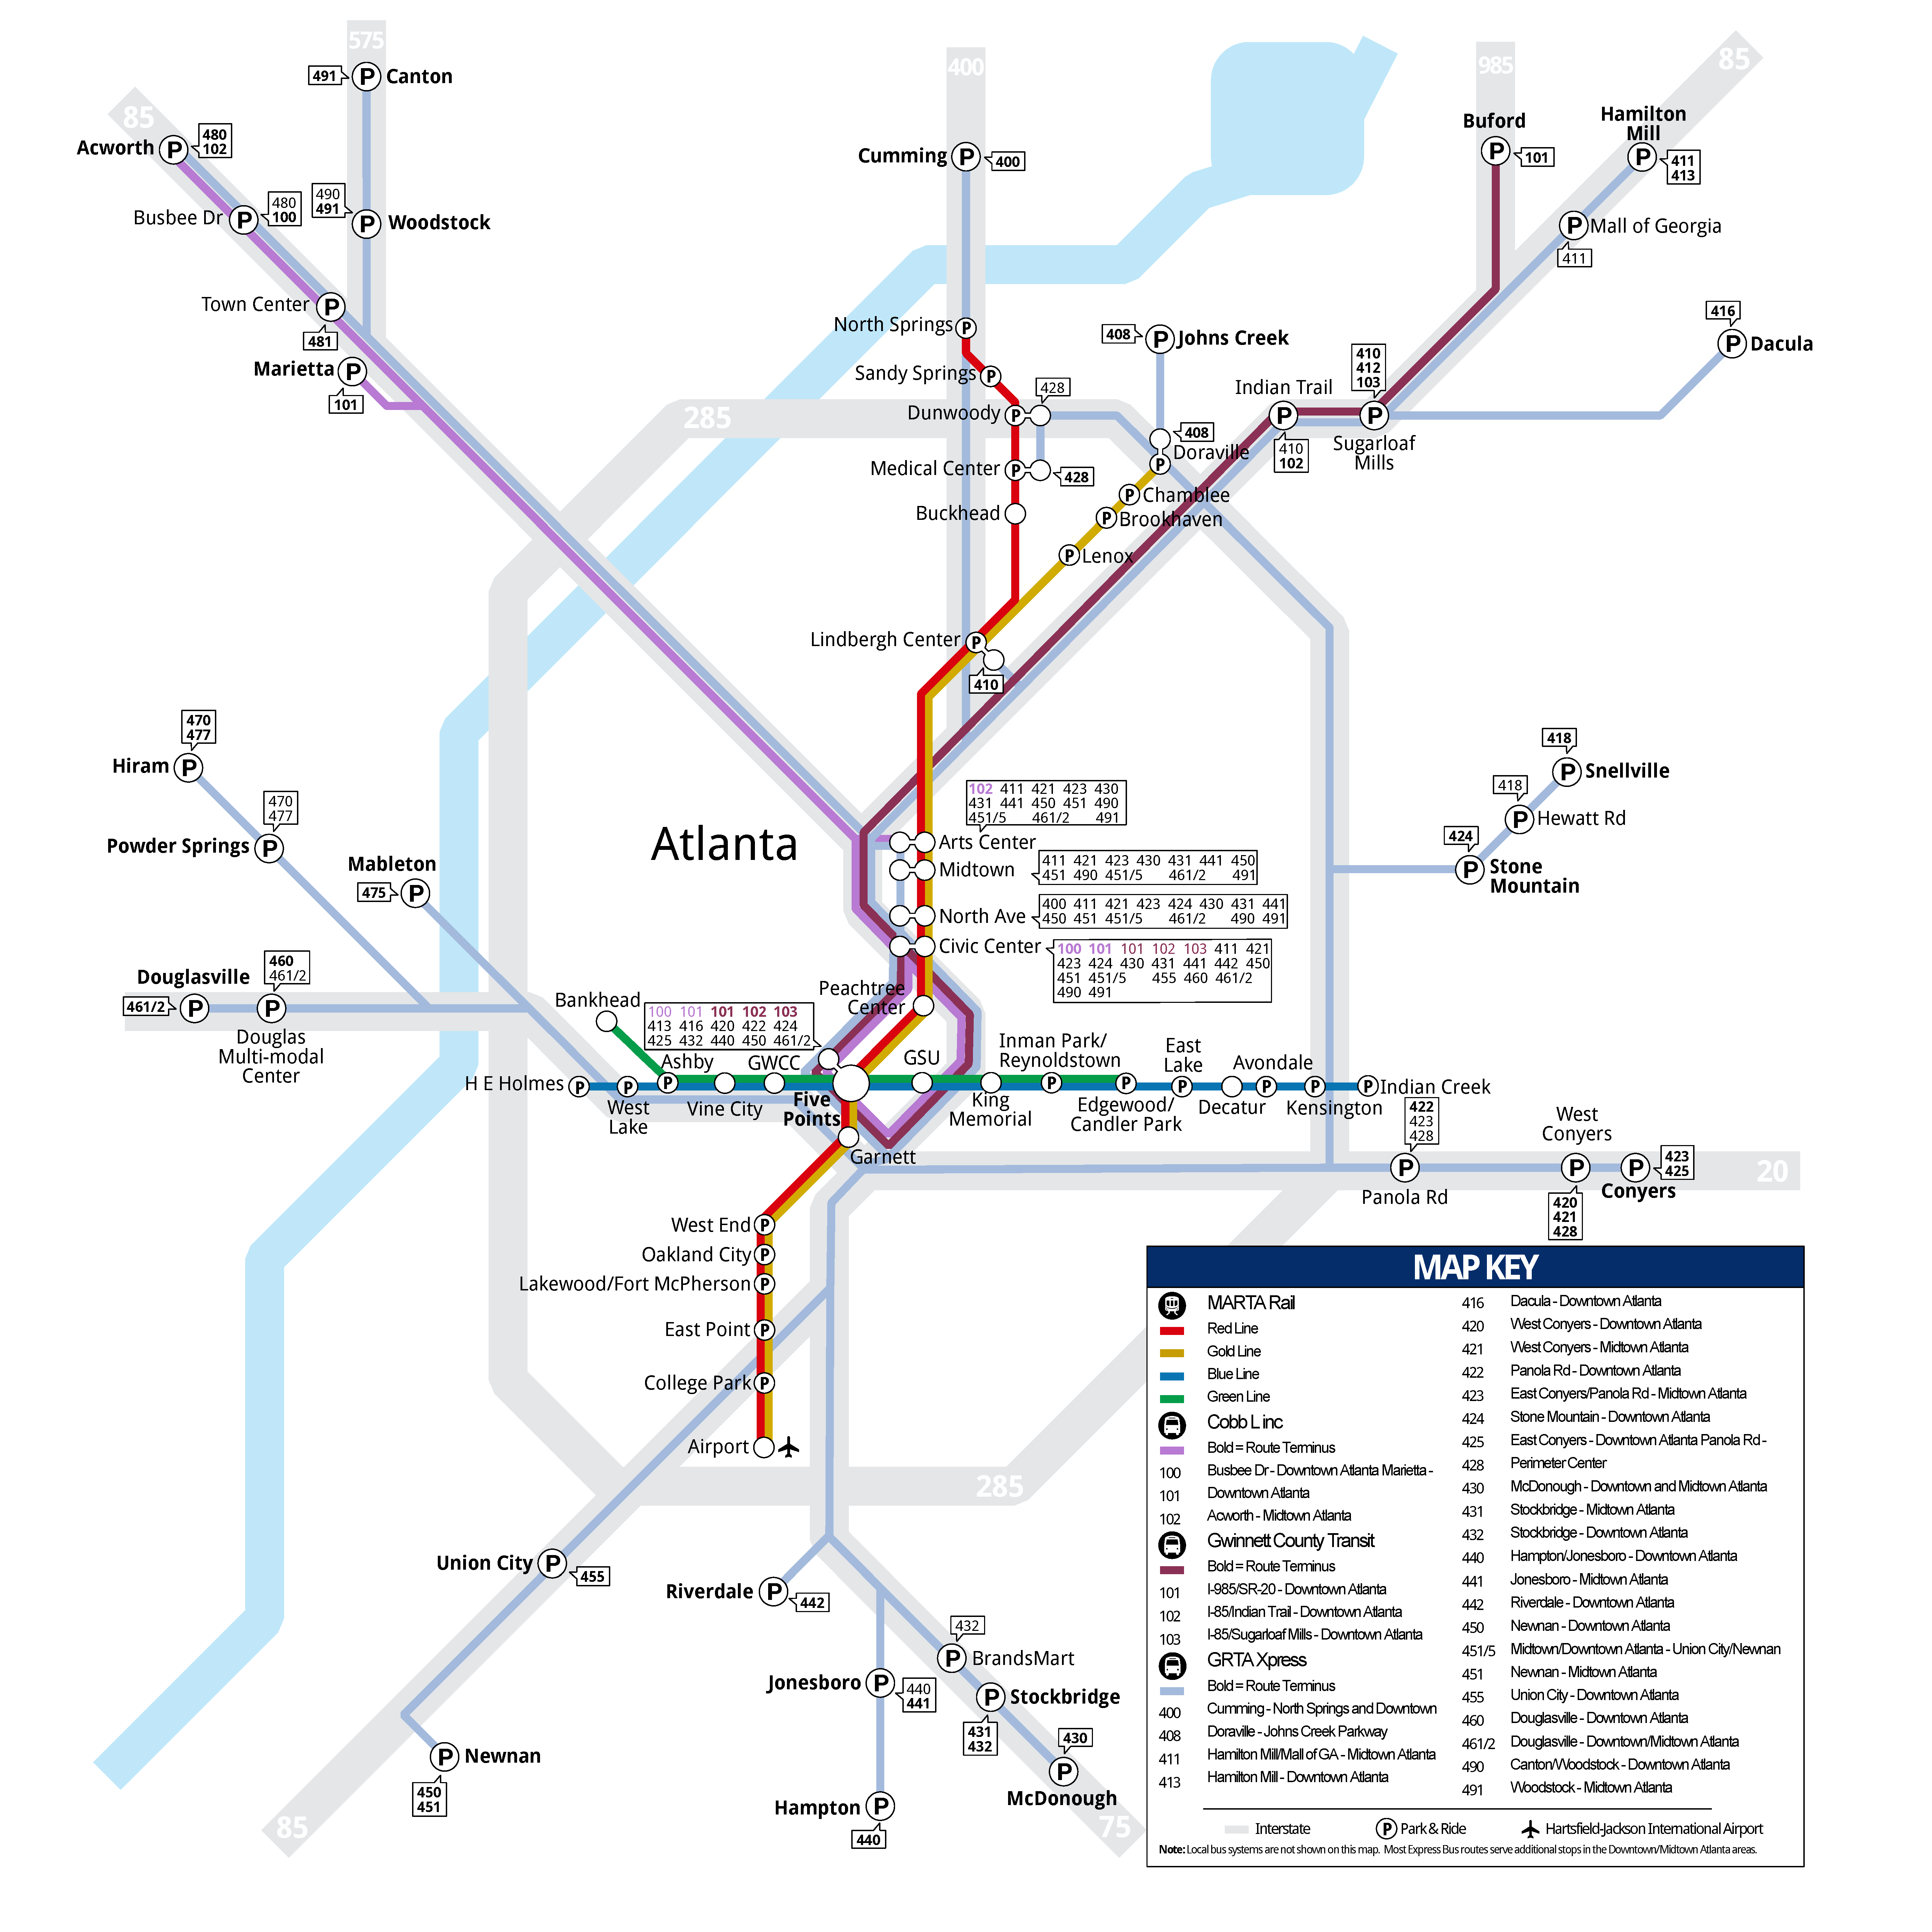 575
491
Canton
85
Acworth
480
102
Busbee Dr
480
100
490
491
Woodstock
Town Center
481
Marietta
101
400
Cumming
400
985
85
Buford
101
Hamilton
Mill
411
413
Mall of Georgia
411
416
Dacula
North Springs
Sandy Springs
285
Dunwoody
428
Medical Center
428
Buckhead
408
Johns Creek
408
Doraville
Chamblee
Brookhaven
Lenox
Indian Trail
410
102
410
412
103
Sugarloaf
Mills
Lindbergh Center
410
470
477
Hiram
470
477
Powder Springs
Mableton
475
Atlanta
102 411 421 423 430
431 441 450 451 490
451/5 461/2 491
Arts Center
Midtown
411 421 423 430 431 441 450
451 490 451/5 461/2 491
North Ave
400 411 421 423 424 430 431 441
450 451 451/5 461/2 490 491
Civic Center
100 101 101 102 103 411 421
423 424 430 431 441 442 450
451 451/5 455 460 461/2
490 491
418
Snellville
418
Hewatt Rd
424
Stone
Mountain
Douglasville
461/2
460
461/2
Douglas
Multi-modal
Center
Bankhead
100 101 101 102 103
413 416 420 422 424
425 432 440 450 461/2
Peachtree
Center
H E Holmes
West
Lake
Ashby
Vine City
GWCC
Five
Points
GSU
King
Memorial
Inman Park/
Reynoldstown
Edgewood/
Candler Park
East
Lake
Decatur
Avondale
Kensington
Indian Creek
422
423
428
Panola Rd
West
Conyers
420
421
428
423
425
Conyers
20
Garnett
West End
Oakland City
Lakewood/Fort McPherson
East Point
College Park
Airport
285
Union City
455
Riverdale
442
432
BrandsMart
Jonesboro
440
441
Stockbridge
431
432
430
McDonough
Newnan
450
451
Hampton
440
85
75
MAP KEY
MARTA Rail
Red Line
Gold Line
Blue Line
Green Line
Cobb Linc
Bold = Route Terminus
100 Busbee Dr - Downtown Atlanta Marietta -
101 Downtown Atlanta
102 Acworth - Midtown Atlanta
Gwinnett County Transit
Bold = Route Terminus
101 I-985/SR-20 - Downtown Atlanta
102 I-85/Indian Trail - Downtown Atlanta
103 I-85/Sugarloaf Mills - Downtown Atlanta
GRTA Xpress
Bold = Route Terminus
400 Cumming - North Springs and Downtown
408 Doraville - Johns Creek Parkway
411 Hamilton Mill/Mall of GA - Midtown Atlanta
413 Hamilton Mill - Downtown Atlanta
416 Dacula - Downtown Atlanta
420 West Conyers - Downtown Atlanta
421 West Conyers - Midtown Atlanta
422 Panola Rd - Downtown Atlanta
423 East Conyers/Panola Rd - Midtown Atlanta
424 Stone Mountain - Downtown Atlanta
425 East Conyers - Downtown Atlanta Panola Rd -
428 Perimeter Center
430 McDonough - Downtown and Midtown Atlanta
431 Stockbridge - Midtown Atlanta
432 Stockbridge - Downtown Atlanta
440 Hampton/Jonesboro - Downtown Atlanta
441 Jonesboro - Midtown Atlanta
442 Riverdale - Downtown Atlanta
450 Newnan - Downtown Atlanta
451/5 Midtown/Downtown Atlanta - Union City/Newnan
451 Newnan - Midtown Atlanta
455 Union City - Downtown Atlanta
460 Douglasville - Downtown Atlanta
461/2 Douglasville - Downtown/Midtown Atlanta
490 Canton/Woodstock - Downtown Atlanta
491 Woodstock - Midtown Atlanta
Interstate
P Park & Ride
Hartsfield-Jackson International Airport
Note: Local bus systems are not shown on this map. Most Express Bus routes serve additional stops in the Downtown/Midtown Atlanta areas.